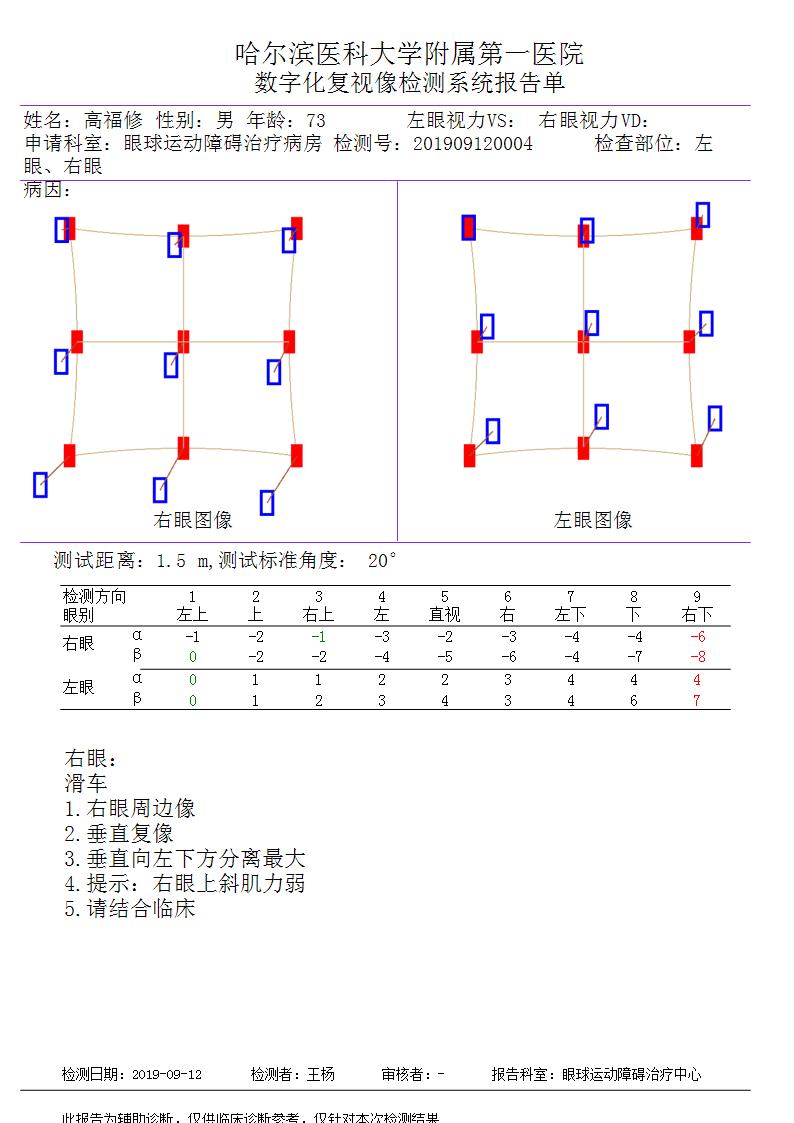 哈尔滨医科大学附属第一医院
数字化复视像检测系统报告单
姓名: 高福修 性别: 男 年龄: 73 左眼视力VS: 右眼视力VD:
申请科室: 眼球运动障碍治疗病房 检测号: 201909120004 检查部位: 左
眼、右眼
病因:
右眼图像 左眼图像
测试距离: 1.5 m,测试标准角度: 20°
检测方向 1 2 3 4 5 6 7 8 9
眼别 左上 上 右上 左 直视 右 左下 下 右下
右眼 α -1 -2 -1 -3 -2 -3 -4 -4 -6
β 0 -2 -2 -4 -5 -6 -4 -7 -8
左眼 α 0 1 1 2 2 3 4 4 4
β 0 1 2 3 4 3 4 6 7
右眼:
滑车
1.右眼周边像
2.垂直复像
3.垂直向左下方分离最大
4.提示: 右眼上斜肌力弱
5.请结合临床
检测日期: 2019-09-12 检测者: 王杨 审核者: - 报告科室: 眼球运动障碍治疗中心
此报告为辅助诊断, 仅供临床诊断参考, 仅针对本次检测结果